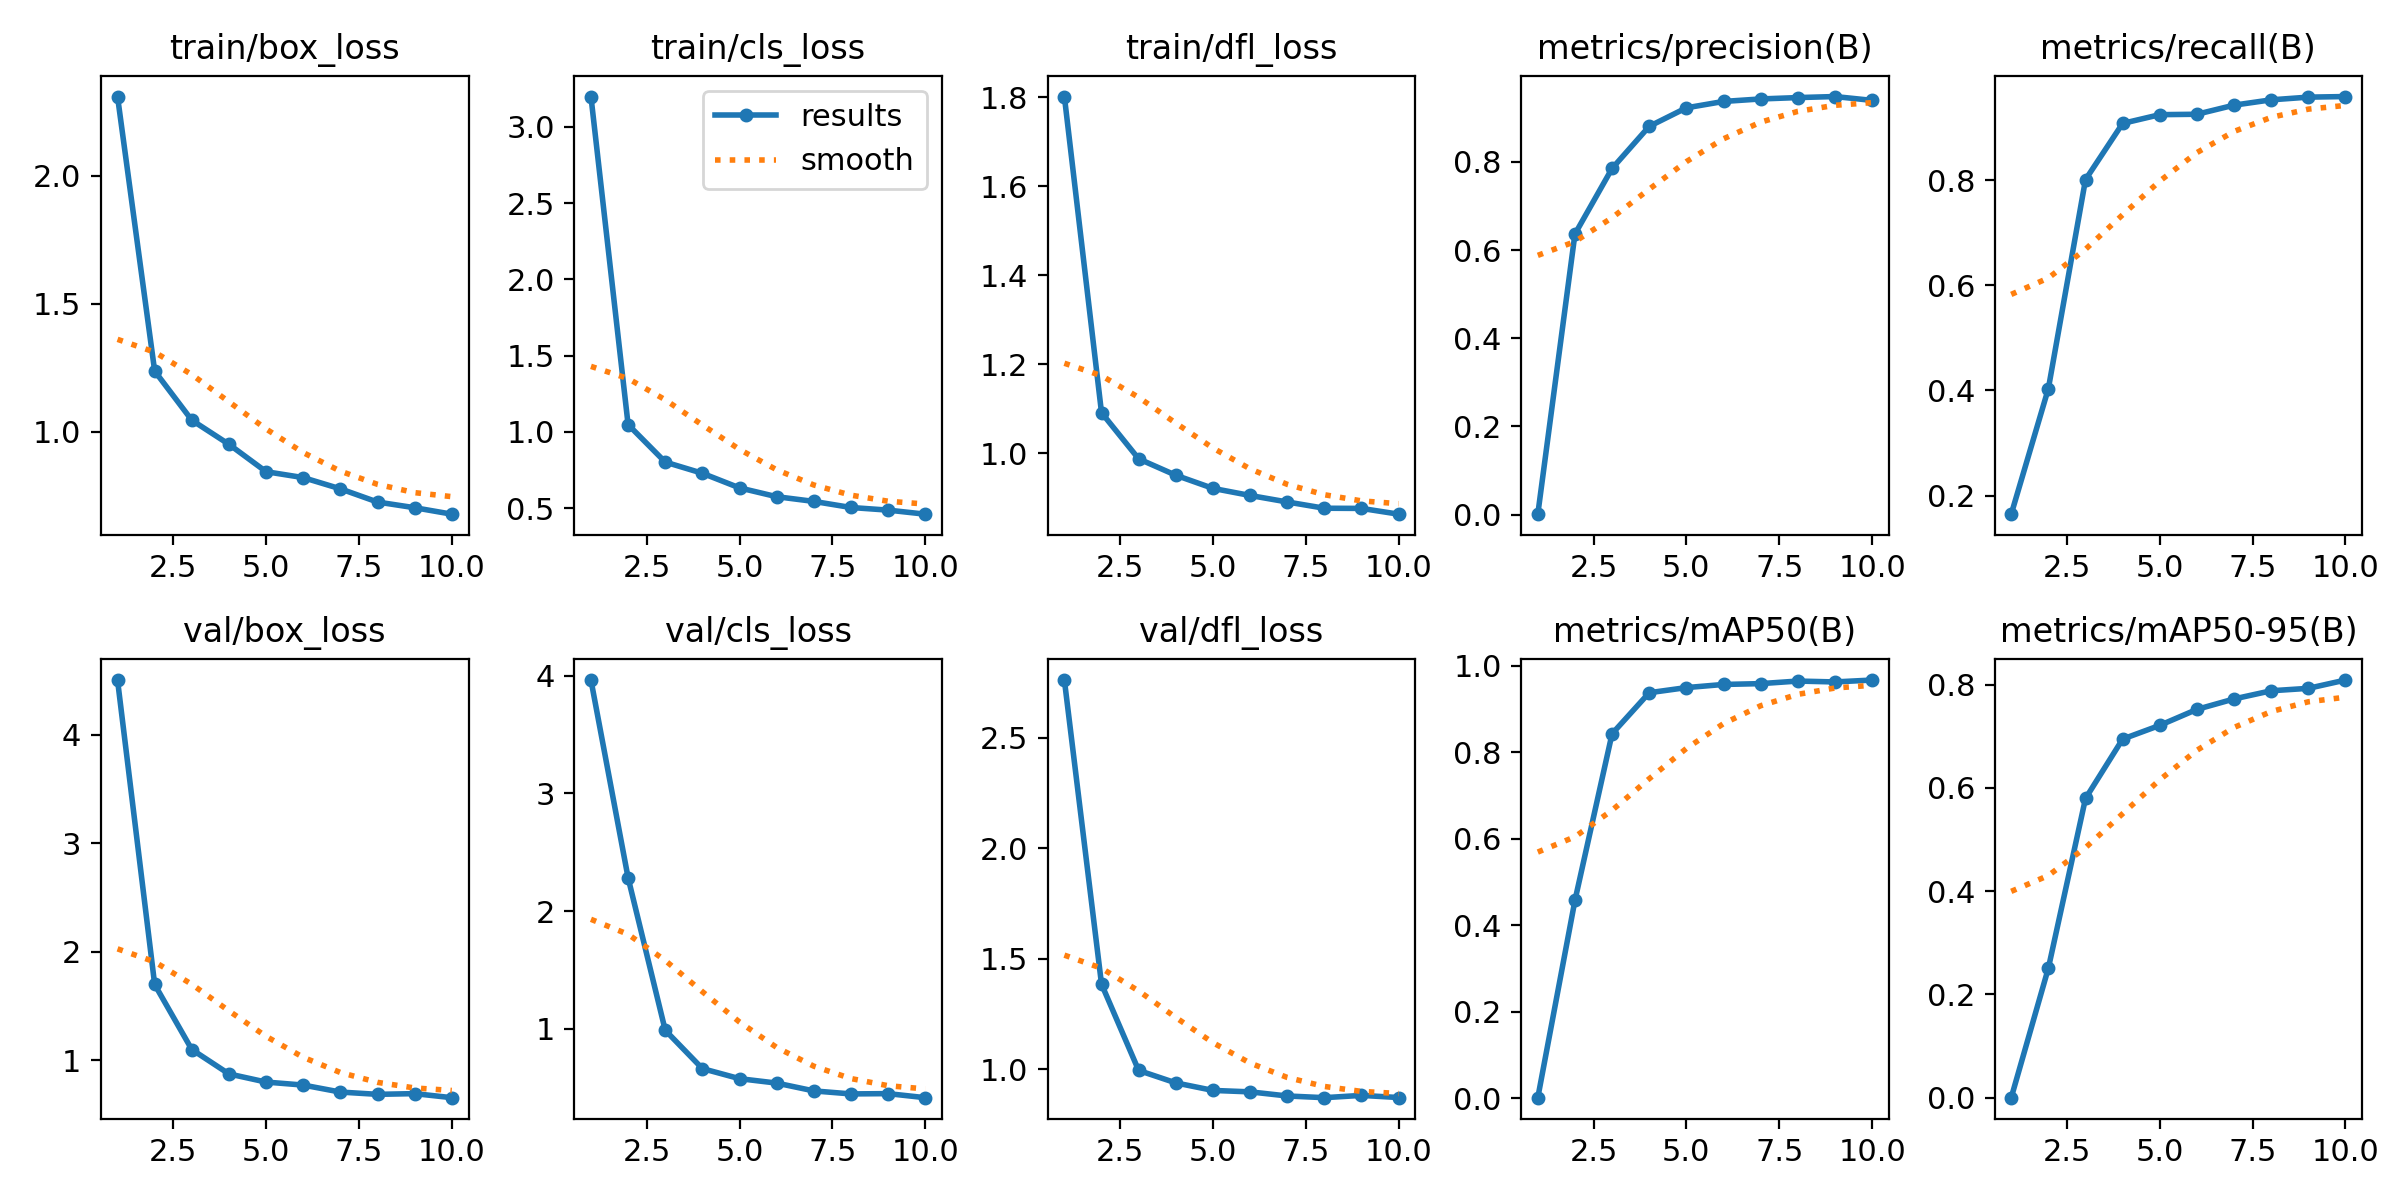 train/box_loss
train/cls_loss
train/dfl_loss
metrics/precision(B)
metrics/recall(B)
2.0
1.5
1.0
2.5 5.0 7.5 10.0
results
smooth
3.0
2.5
2.0
1.5
1.0
0.5
2.5 5.0 7.5 10.0
1.8
1.6
1.4
1.2
1.0
2.5 5.0 7.5 10.0
0.8
0.6
0.4
0.2
0.0
2.5 5.0 7.5 10.0
0.8
0.6
0.4
0.2
2.5 5.0 7.5 10.0
val/box_loss
val/cls_loss
val/dfl_loss
metrics/mAP50(B)
metrics/mAP50-95(B)
4
3
2
1
2.5 5.0 7.5 10.0
4
3
2
1
2.5 5.0 7.5 10.0
2.5
2.0
1.5
1.0
2.5 5.0 7.5 10.0
1.0
0.8
0.6
0.4
0.2
0.0
2.5 5.0 7.5 10.0
0.8
0.6
0.4
0.2
0.0
2.5 5.0 7.5 10.0